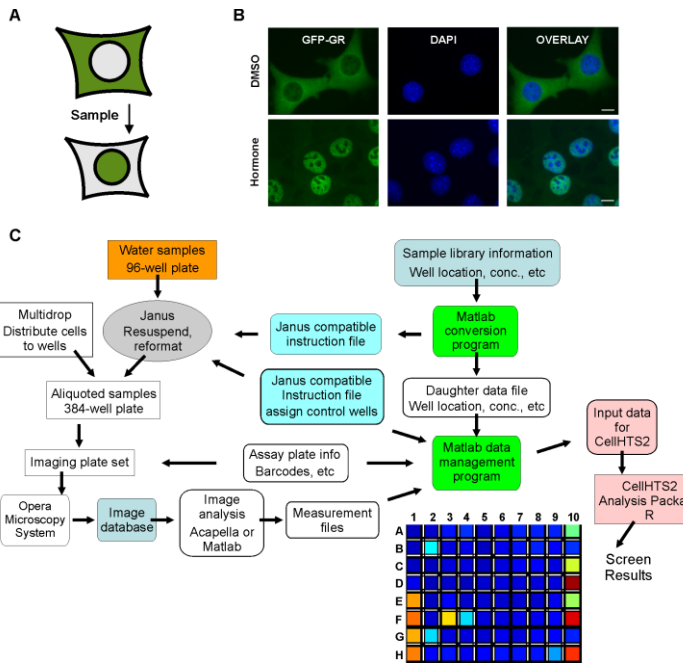 A
Sample
B
GFP-GR
DAPI
OVERLAY
DMSO
Hormone
C
Water samples
96-well plate
Sample library information
Well location, conc., etc
Multidrop
Distribute cells
to wells
Janus
Resuspend,
reformat
Janus compatible
instruction file
Matlab
conversion
program
Janus compatible
Instruction file
assign control wells
Daughter data file
Well location, conc., etc
Aliquoted samples
384-well plate
Input data
for
CellHTS2
Imaging plate set
Assay plate info
Barcodes, etc
Matlab data
management
program
CellHTS2
Analysis Packa
R
Opera
Microscopy
System
Image
database
Image
analysis
Acapella or
Matlab
Measurement
files
Screen
Results
1 2 3 4 5 6 7 8 9 10
A
B
C
D
E
F
G
H